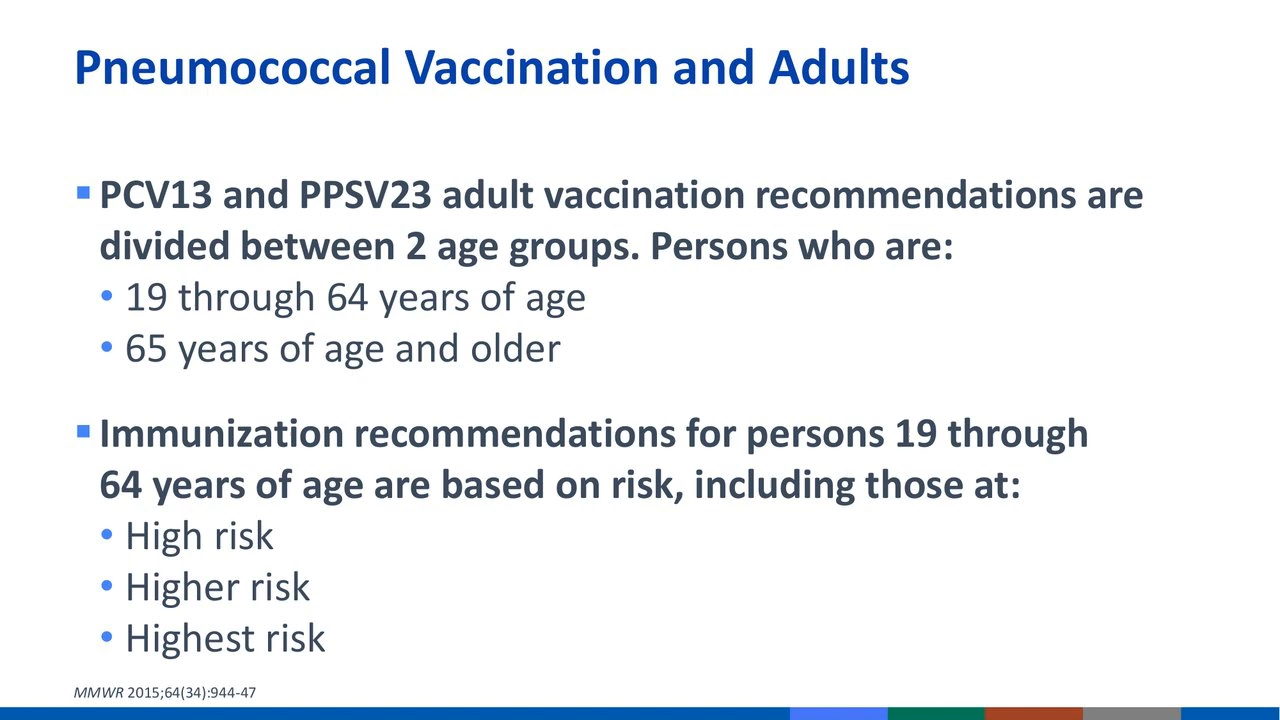 Pneumococcal Vaccination and Adults
▪ PCV13 and PPSV23 adult vaccination recommendations are
divided between 2 age groups. Persons who are:
• 19 through 64 years of age
• 65 years of age and older
▪ Immunization recommendations for persons 19 through
64 years of age are based on risk, including those at:
• High risk
• Higher risk
• Highest risk
MMWR 2015;64(34):944-47